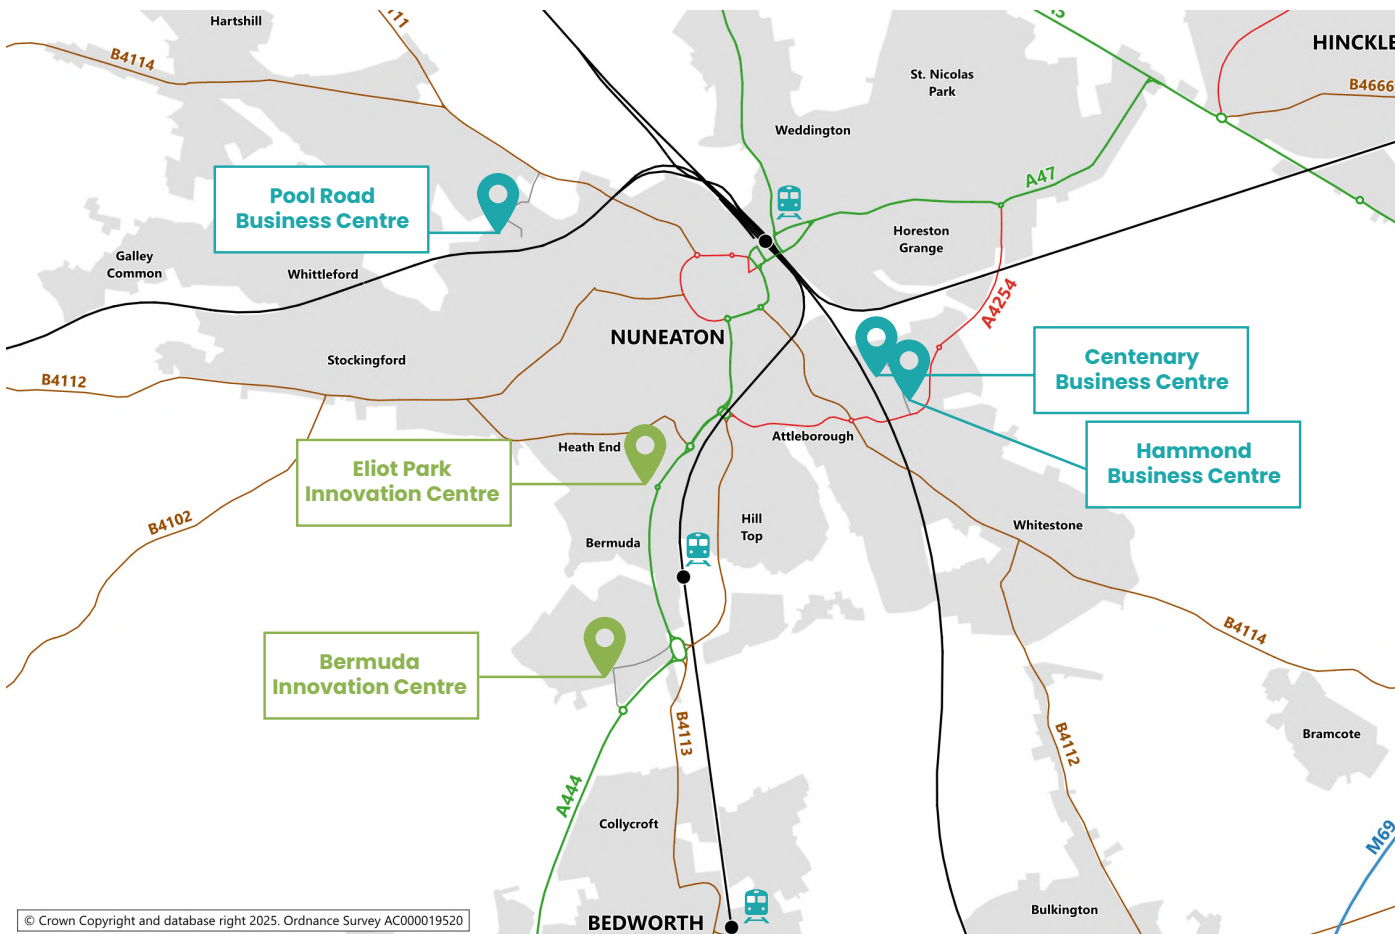 Hartshill
111
B4114
St. Nicolas
Park
Weddington
HINCKLE
B4666
A47
Pool Road
Business Centre
Horeston
Grange
Galley
Common
Whittleford
A4254
NUNEATON
Stockingford
B4112
Centenary
Business Centre
Attleborough
Heath End
Hammond
Business Centre
Eliot Park
Innovation Centre
B4102
Hill
Top
Whitestone
Bermuda
B4114
Bermuda
Innovation Centre
B4113
B4112
Bramcote
A444
Collycroft
M69
Bulkington
BEDWORTH
© Crown Copyright and database right 2025. Ordnance Survey AC000019520